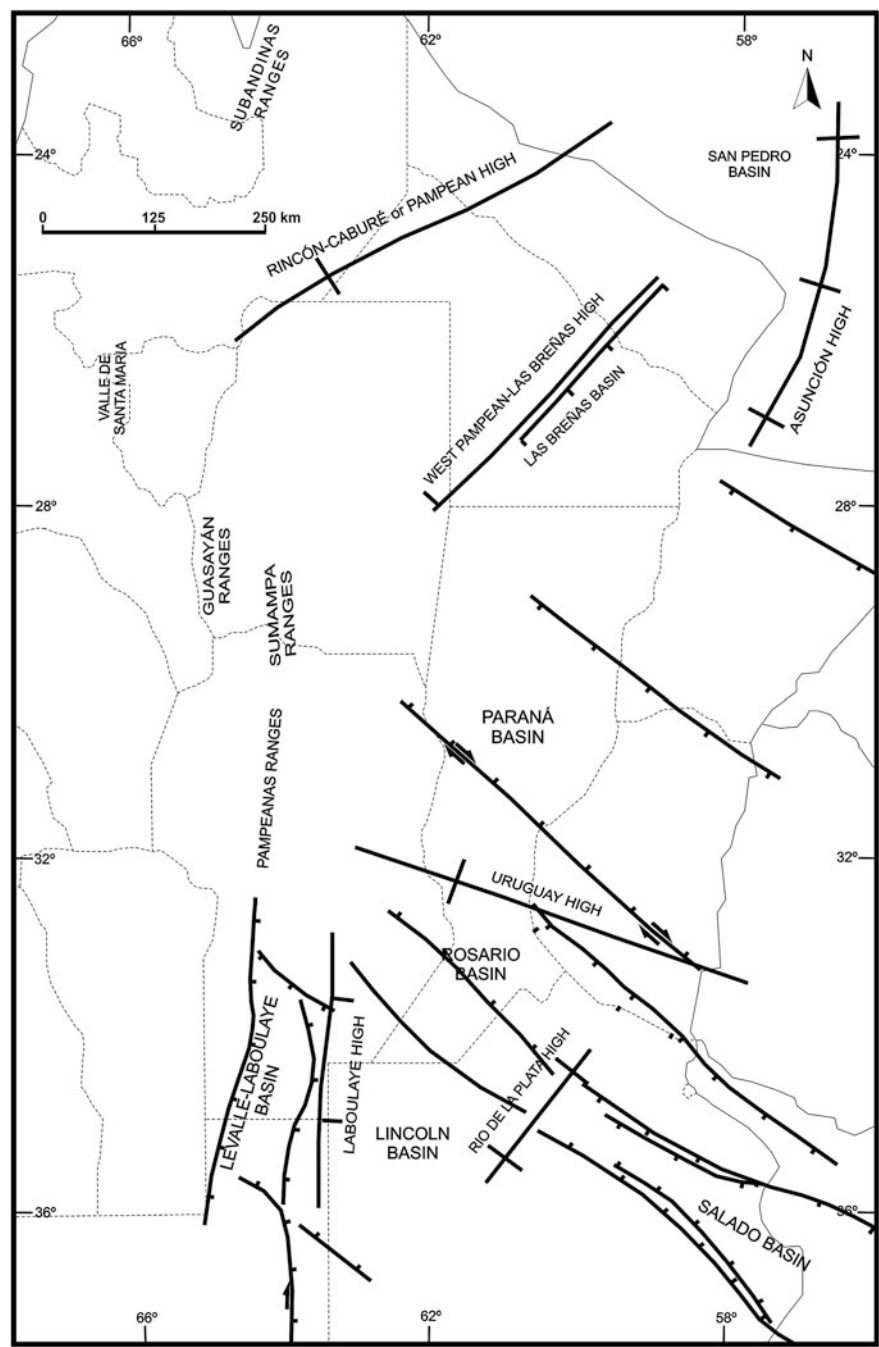 66º
62º
58º
SUBANDINAS
RANGES
N
24º
24º
SAN PEDRO
BASIN
0
125
250 km
RINCÓN-CABURÉ or PAMPEAN HIGH
WEST PAMPEAN-LAS BREÑAS HIGH
LAS BREÑAS BASIN
ASUNCIÓN HIGH
VALLE DE
SANTA MARIA
28º
28º
GUASAYÁN
RANGES
SUMAMPA
RANGES
PARANÁ
BASIN
PAMPEANAS RANGES
32º
32º
URUGUAY HIGH
ROSARIO
BASIN
LEVALLE-LABOULAYE
BASIN
LABOULAYE HIGH
RIO DE LA PLATA HIGH
LINCOLN
BASIN
SALADO BASIN
36º
36º
66º
62º
58º